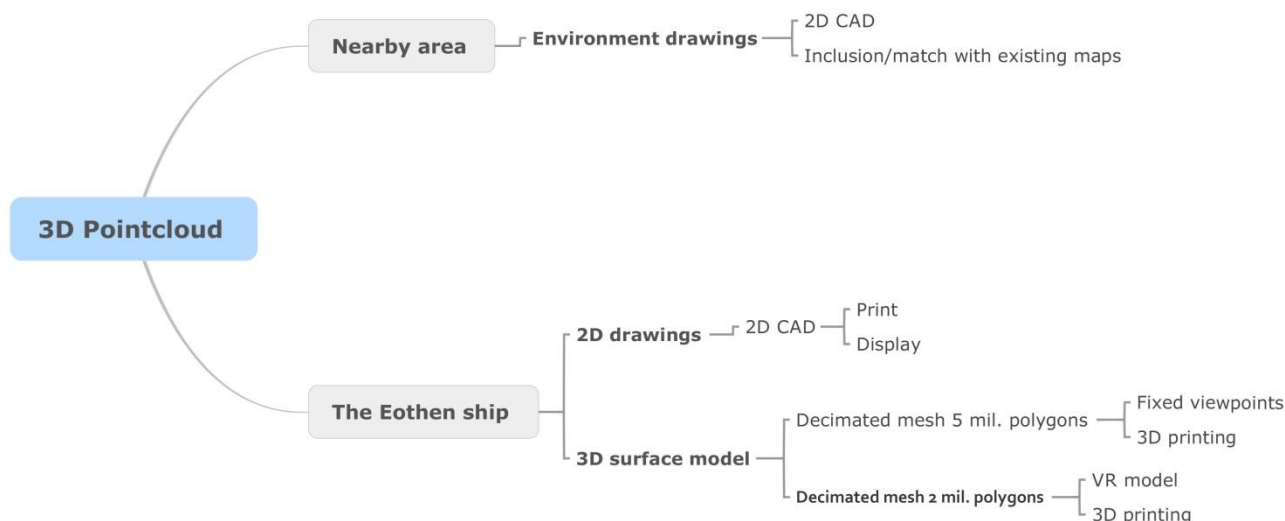 3D Pointcloud
Nearby area
Environment drawings
2D CAD
Inclusion/match with existing maps
The Eothen ship
2D drawings
2D CAD
Print
Display
3D surface model
Decimated mesh 5 mil. polygons
Fixed viewpoints
3D printing
Decimated mesh 2 mil. polygons
VR model
3D printing